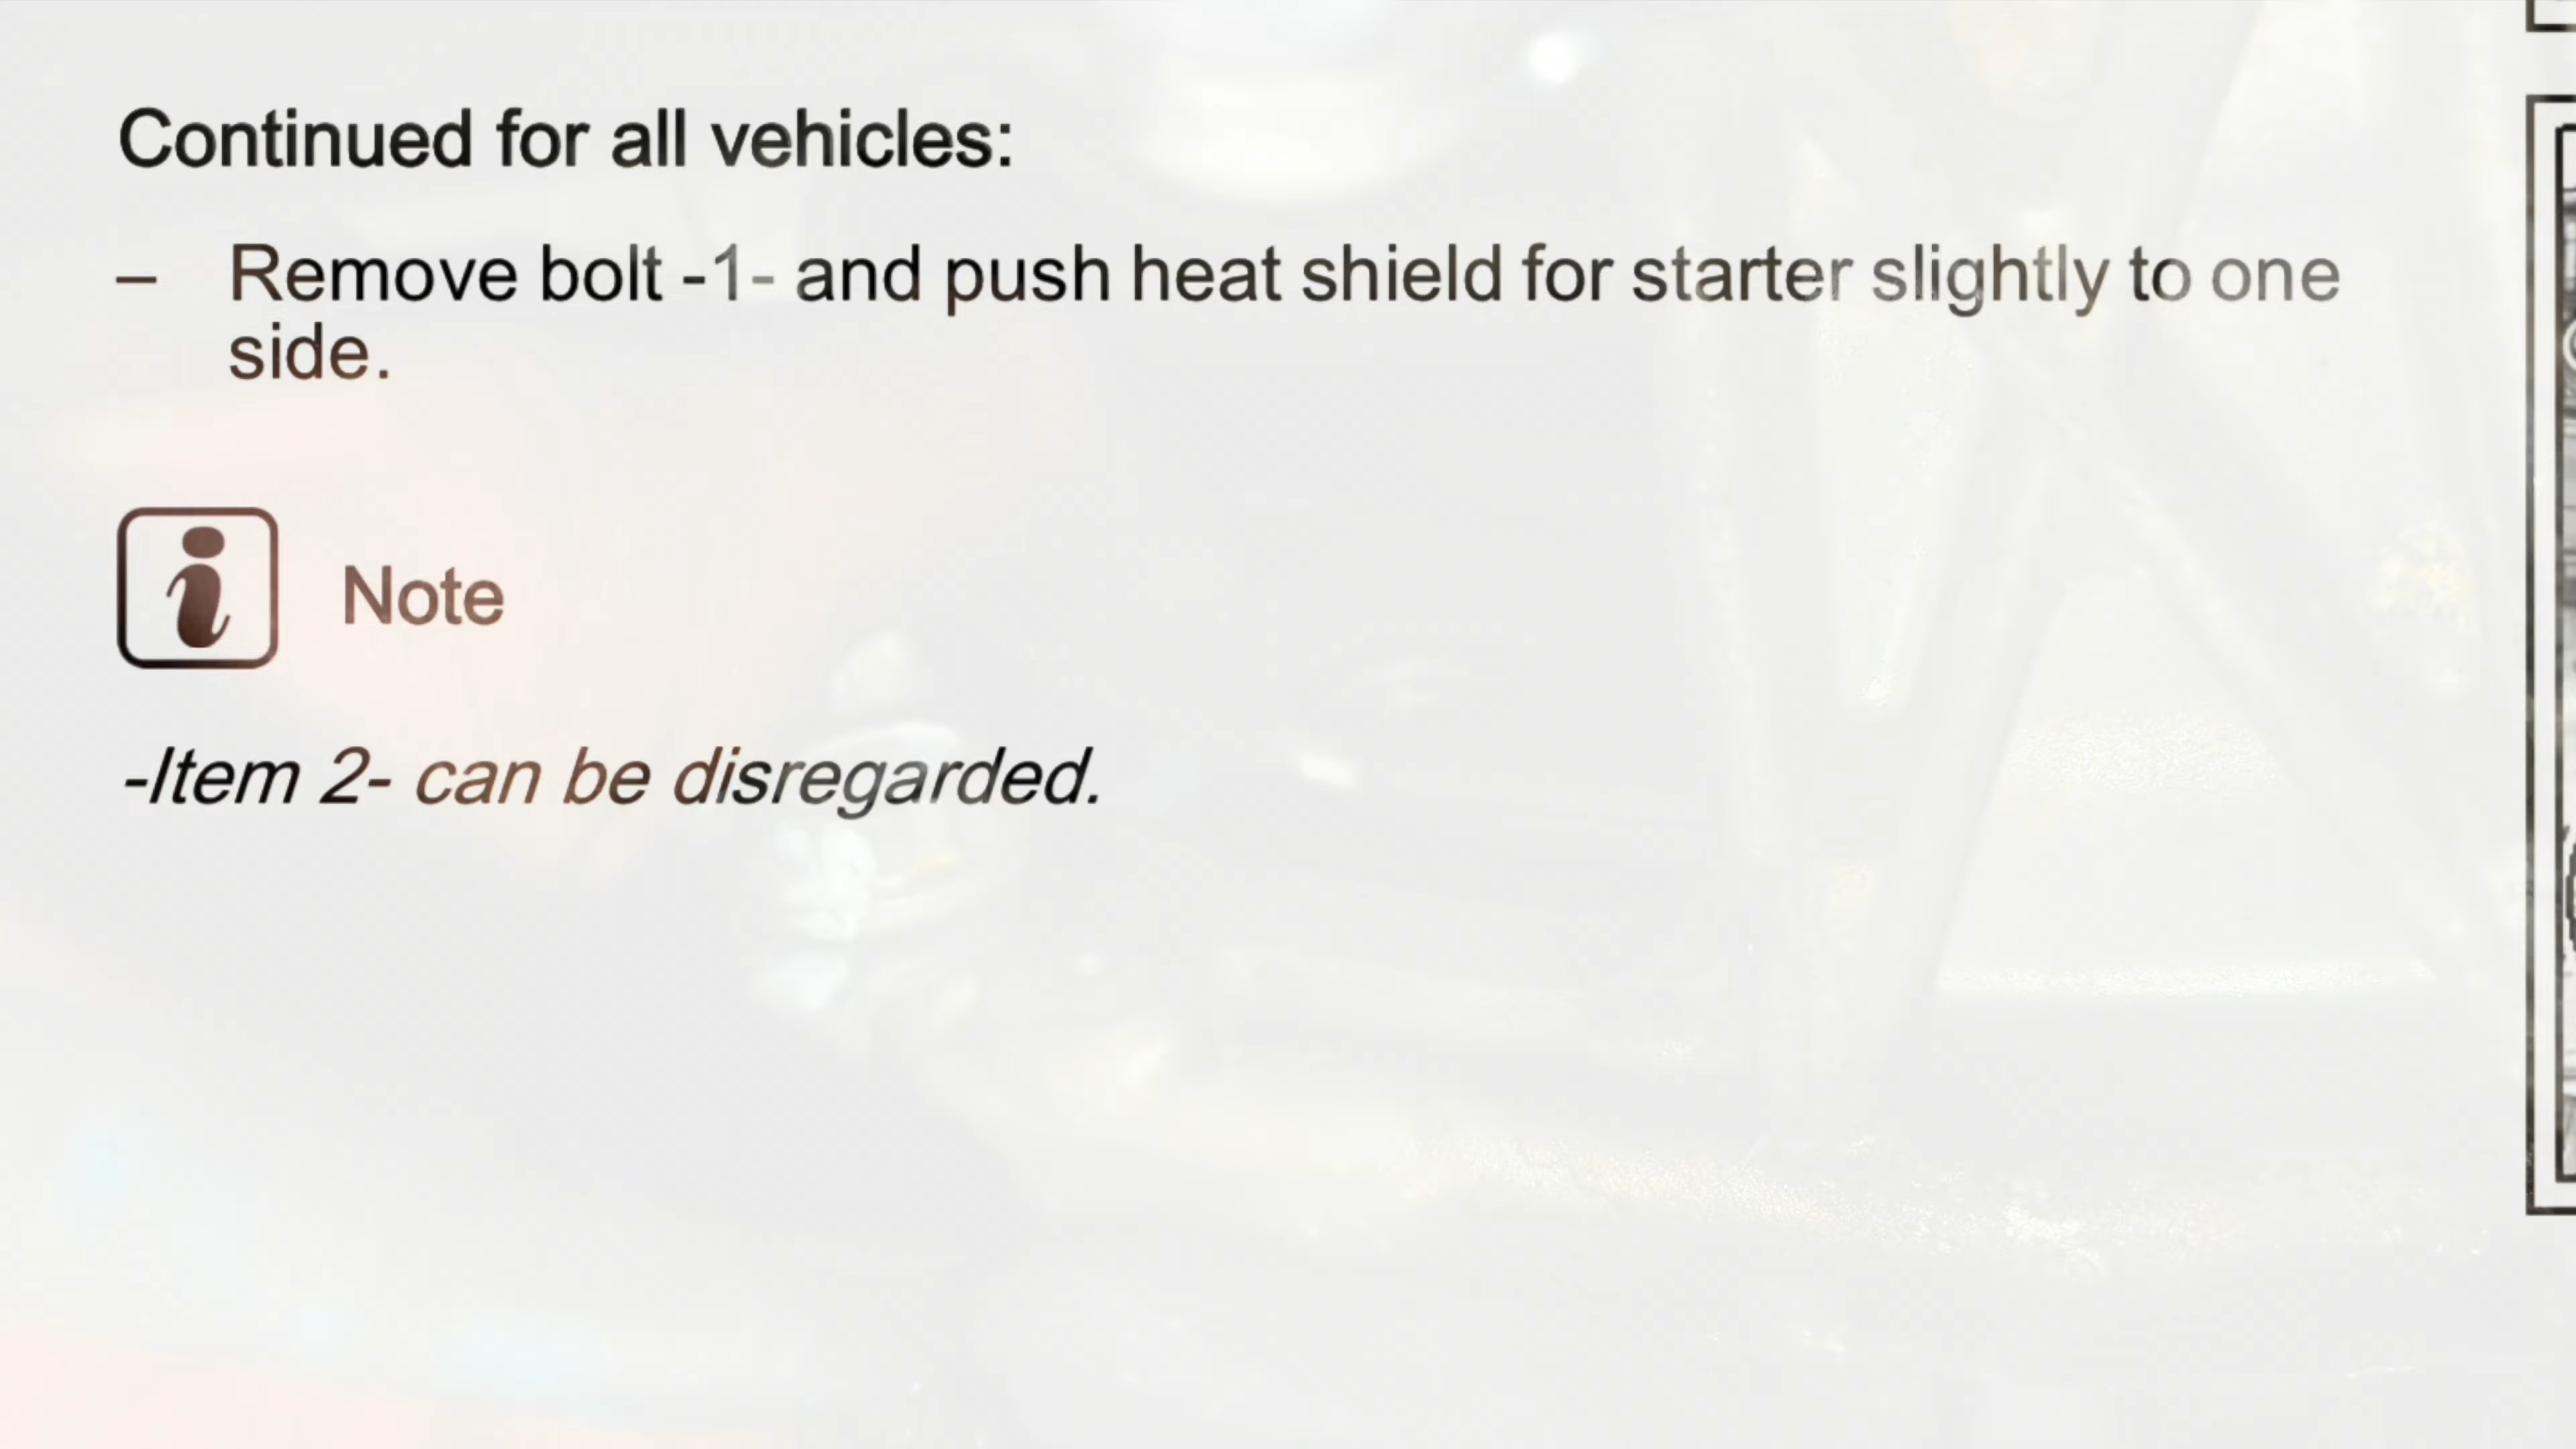 Continued for all vehicles:
– Remove bolt -1- and push heat shield for starter slightly to one
side.
i Note
-Item 2- can be disregarded.